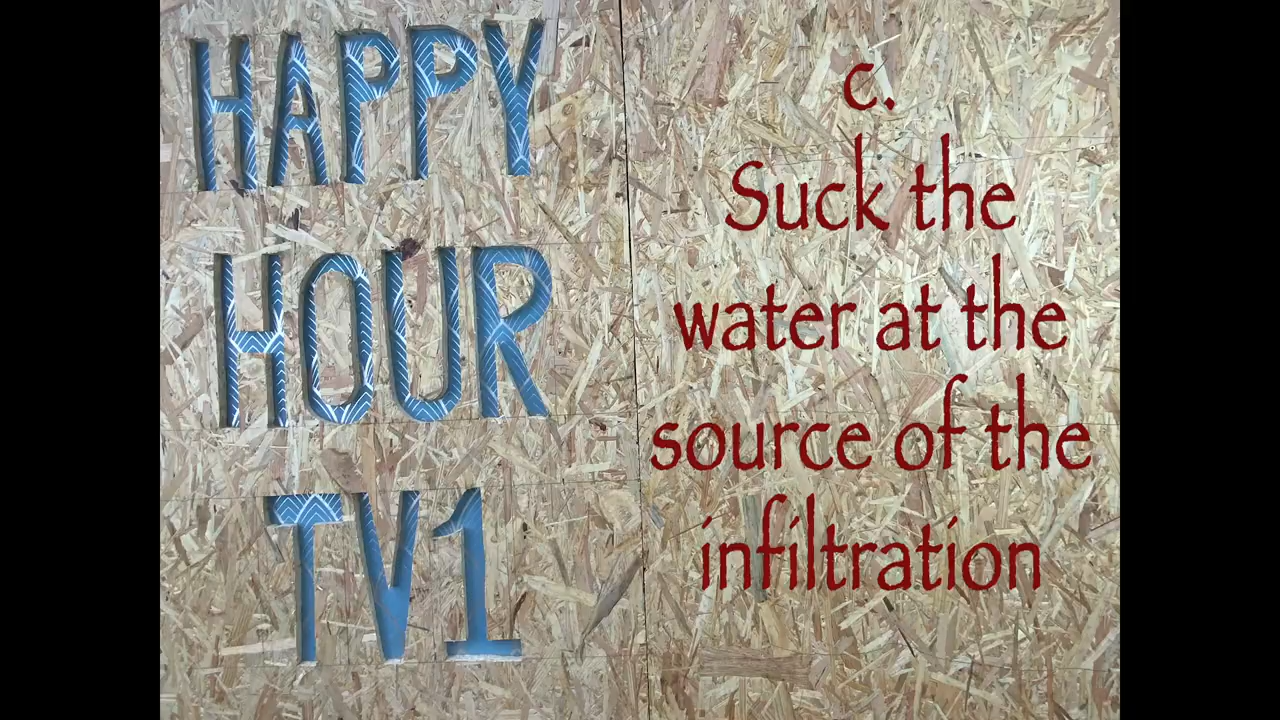 HAPPY
HOUR
TV1
c.
Suck the
water at the
source of the
infiltration